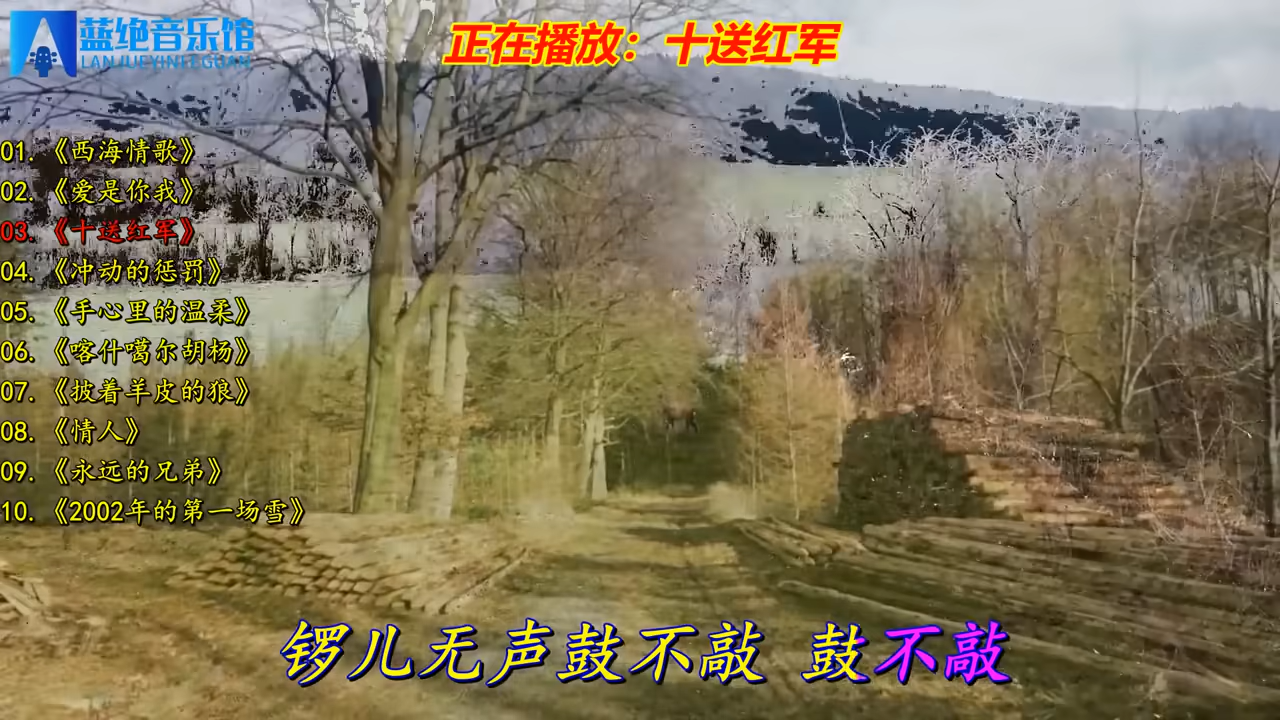 蓝绝音乐馆
LANJUEYINLEGUAN
正在播放：十送红军
01.《西海情歌》
02.《爱是你我》
03.《十送红军》
04.《冲动的惩罚》
05.《手心里的温柔》
06.《喀什噶尔胡杨》
07.《披着羊皮的狼》
08.《情人》
09.《永远的兄弟》
10.《2002年的第一场雪》
锣儿无声鼓不敲 鼓不敲